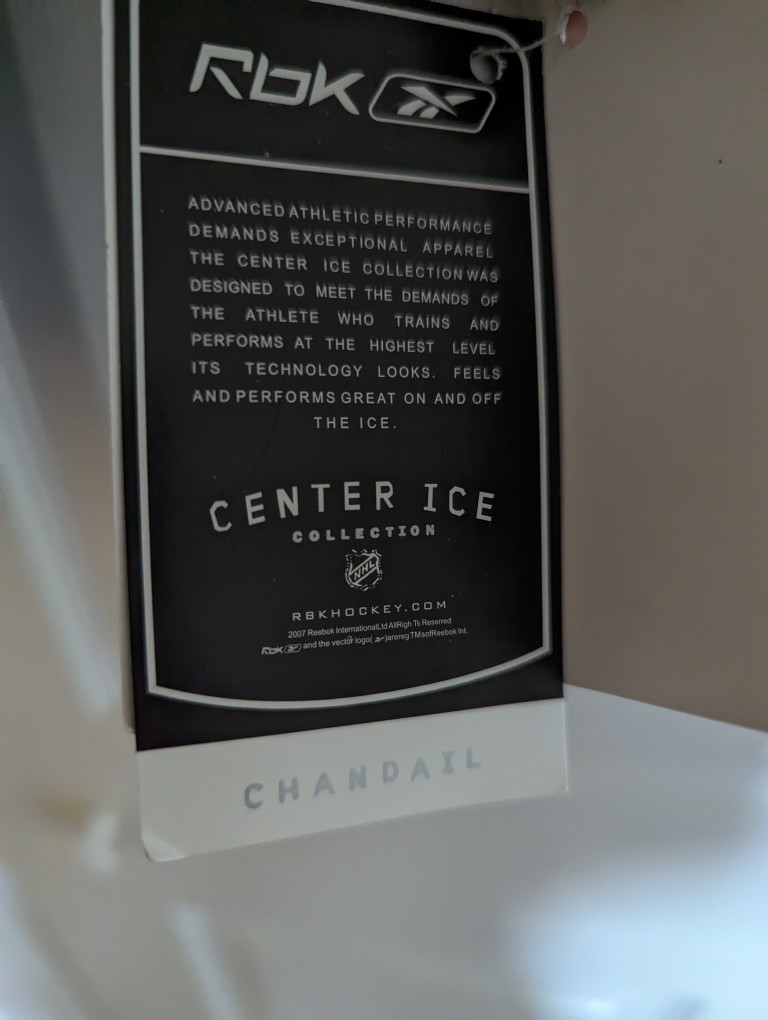 RbK
ADVANCED ATHLETIC PERFORMANCE
DEMANDS EXCEPTIONAL APPAREL
THE CENTER ICE COLLECTION WAS
DESIGNED TO MEET THE DEMANDS OF
THE ATHLETE WHO TRAINS AND
PERFORMS AT THE HIGHEST LEVEL
ITS TECHNOLOGY LOOKS. FEELS
AND PERFORMS GREAT ON AND OFF
THE ICE.
CENTER ICE
COLLECTION
NHL
RBKHOCKEY.COM
2007 Reebok InternationalLtd AllRigh Ts Reserred
RbK and the vector logo( )arereg TMsofReebok Int.
CHANDAIL